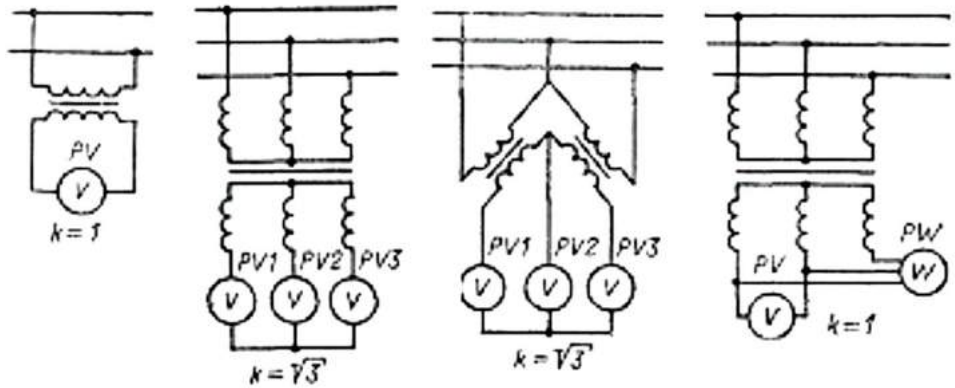 PV
V
k=1
PV1 PV2 PV3
V V V
k=√3
PV1 PV2 PV3
V V V
k=√3
PV
PW
W
V
k=1